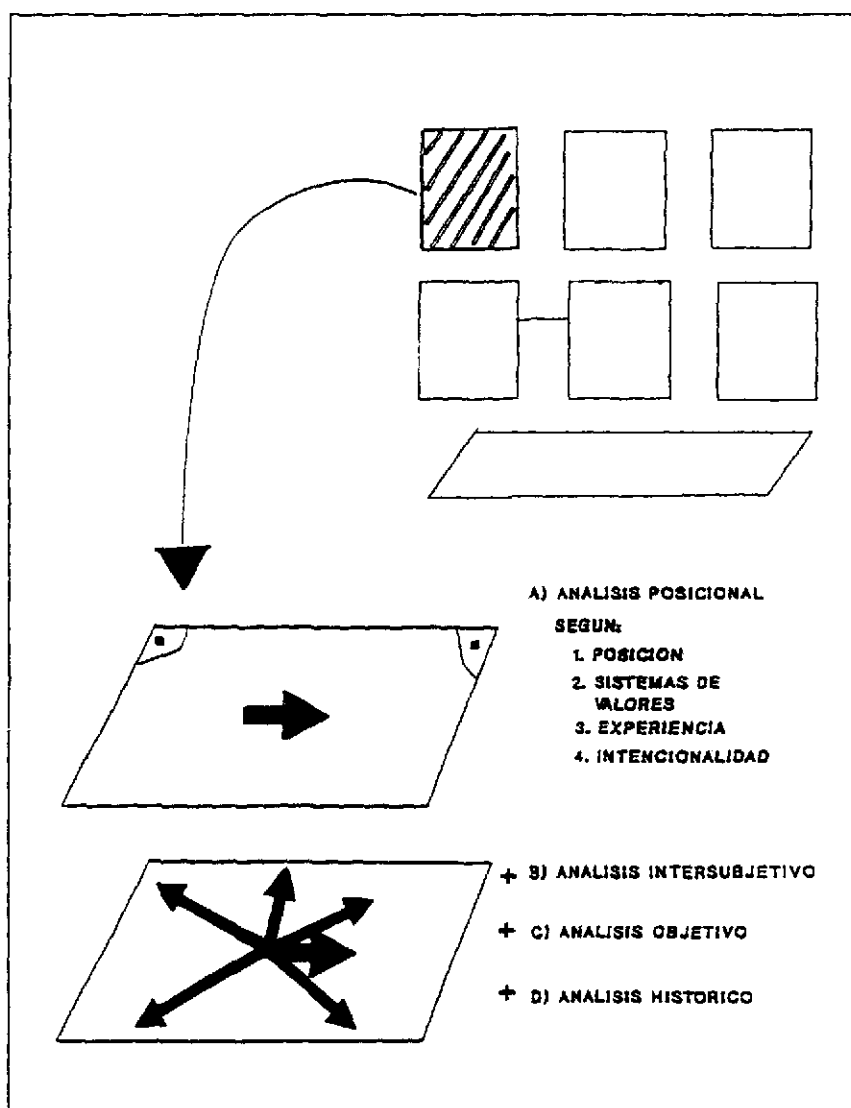 A) ANALISIS POSICIONAL
SEGUN:
1. POSICION
2. SISTEMAS DE
VALORES
3. EXPERIENCIA
4. INTENCIONALIDAD
+ B) ANALISIS INTERSUBJETIVO
+ C) ANALISIS OBJETIVO
+ D) ANALISIS HISTORICO